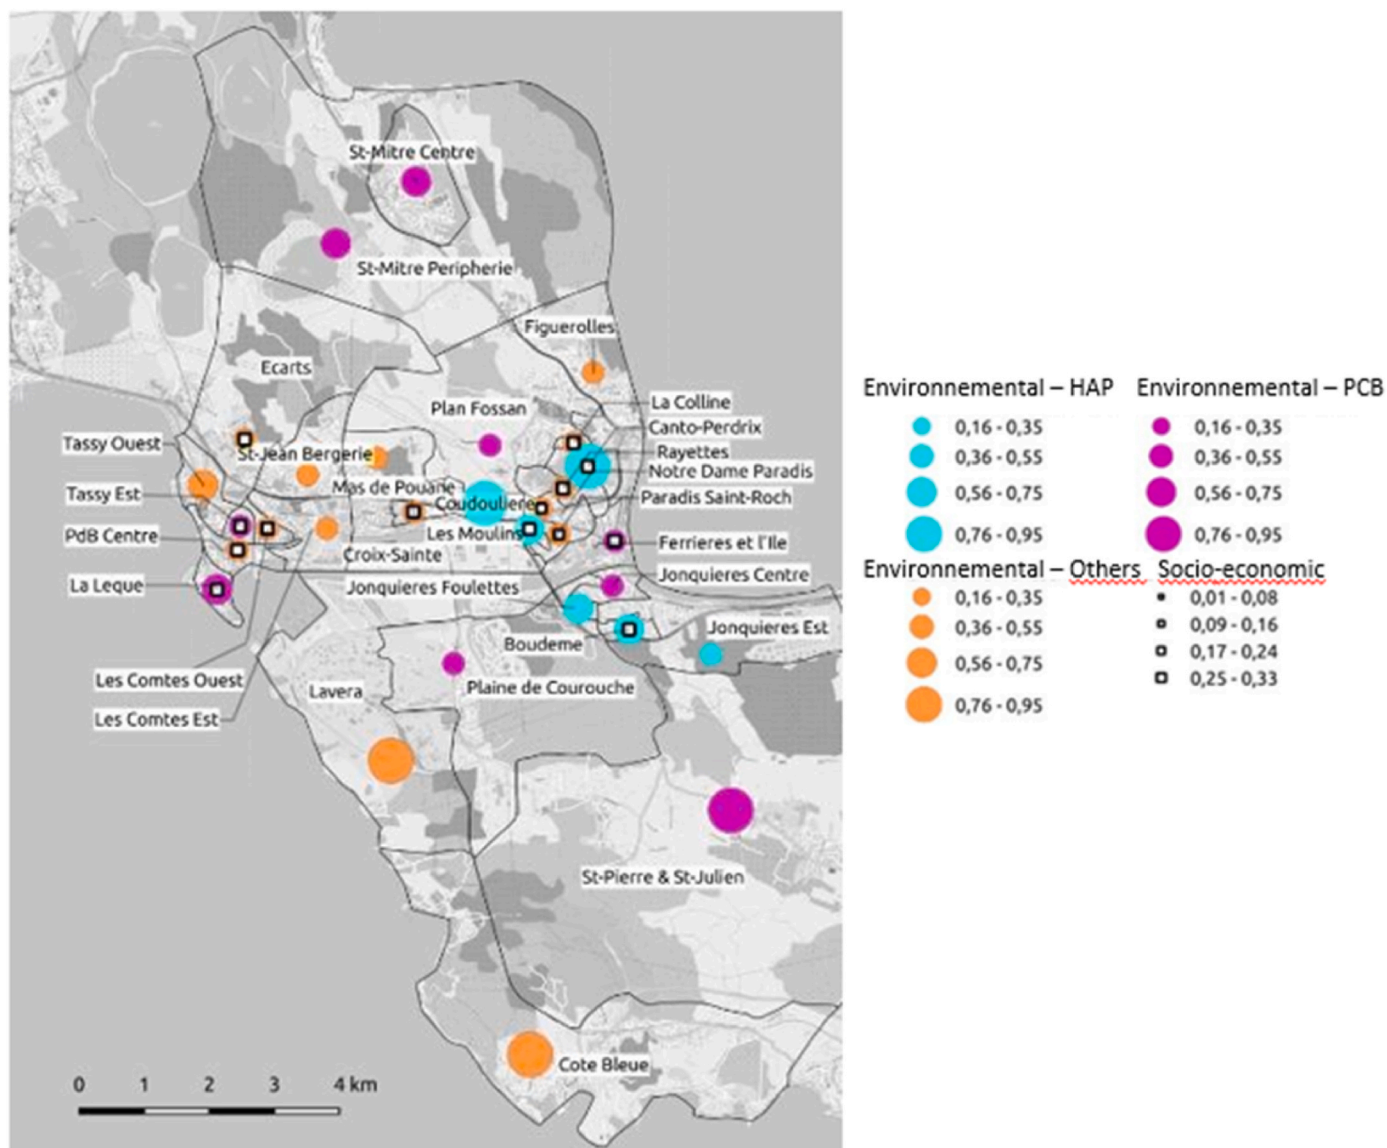 St-Mitre Centre
St-Mitre Peripherie
Figuerolles
Ecarts
La Colline
Plan Fossan
Canto-Perdrix
Tassy Ouest
St-Jean Bergerie
Rayettes
Notre Dame Paradis
Mas de Pouane
Tassy Est
Coudouliere
Paradis Saint-Roch
PdB Centre
Les Moulins
Ferrieres et l'Ile
Croix-Sainte
La Leque
Jonquieres Foulettes
Jonquieres Centre
Jonquieres Est
Boudeme
Les Comtes Ouest
Lavera
Plaine de Courouche
Les Comtes Est
St-Pierre & St-Julien
Cote Bleue
0 1 2 3 4 km
Environnemental – HAP
0,16 - 0,35
0,36 - 0,55
0,56 - 0,75
0,76 - 0,95
Environnemental – PCB
0,16 - 0,35
0,36 - 0,55
0,56 - 0,75
0,76 - 0,95
Environnemental – Others
0,16 - 0,35
0,36 - 0,55
0,56 - 0,75
0,76 - 0,95
Socio-economic
0,01 - 0,08
0,09 - 0,16
0,17 - 0,24
0,25 - 0,33